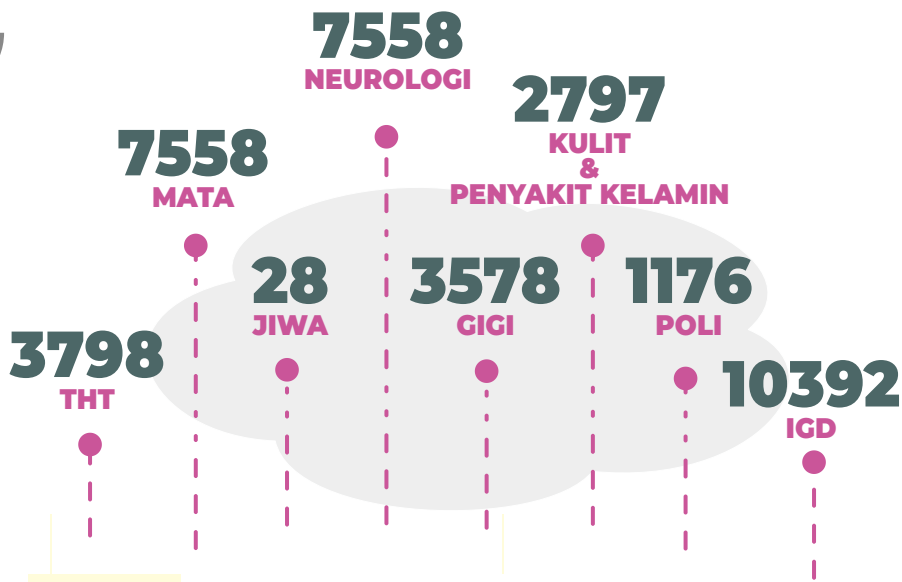 7558
NEUROLOGI
2797
KULIT
&
PENYAKIT KELAMIN
7558
MATA
28
JIWA
3578
GIGI
1176
POLI
3798
THT
10392
IGD